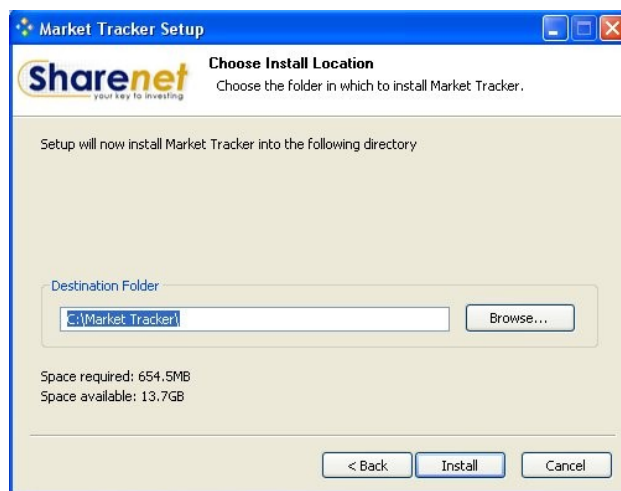 Market Tracker Setup
Sharenet
your key to investing
Choose Install Location
Choose the folder in which to install Market Tracker.
Setup will now install Market Tracker into the following directory
Destination Folder
C:\Market Tracker\
Browse...
Space required: 654.5MB
Space available: 13.7GB
< Back
Install
Cancel